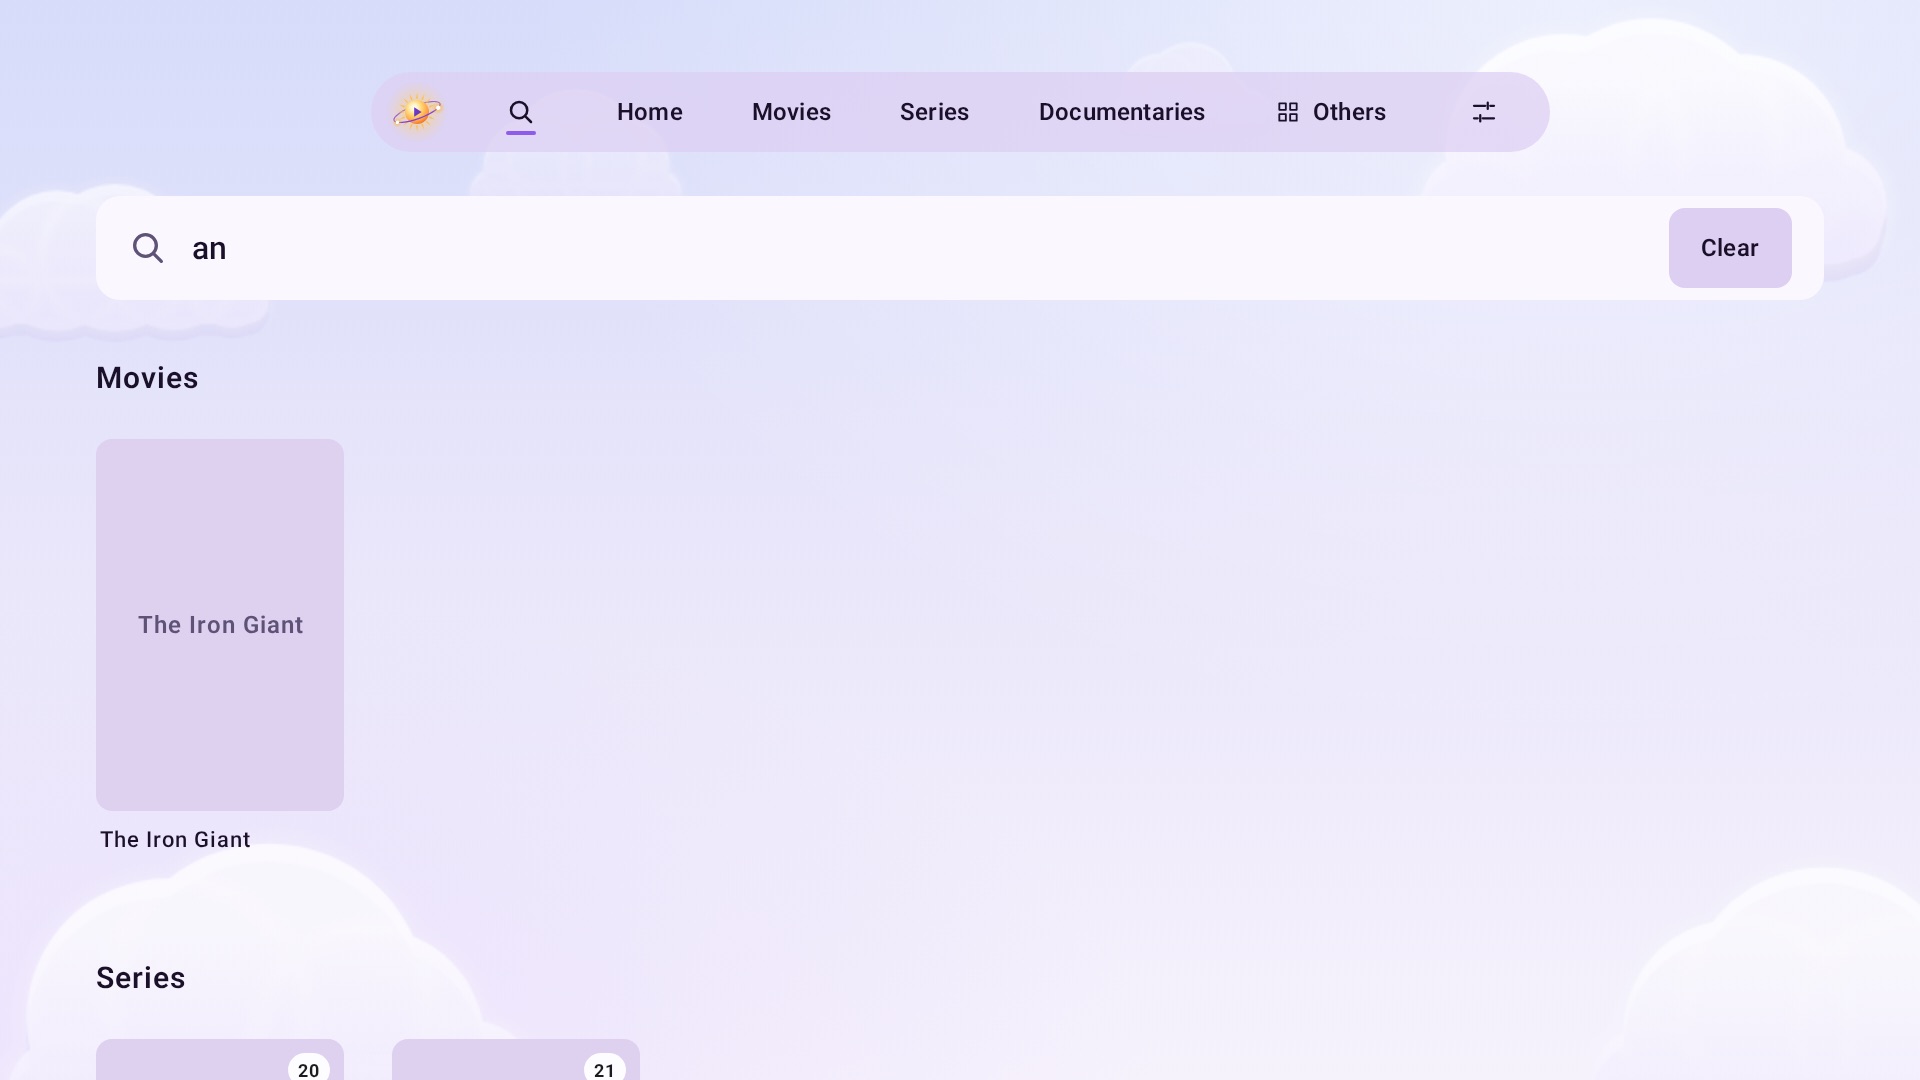 Home
Movies
Series
Documentaries
Others
an
Clear
Movies
The Iron Giant
The Iron Giant
Series
20
21